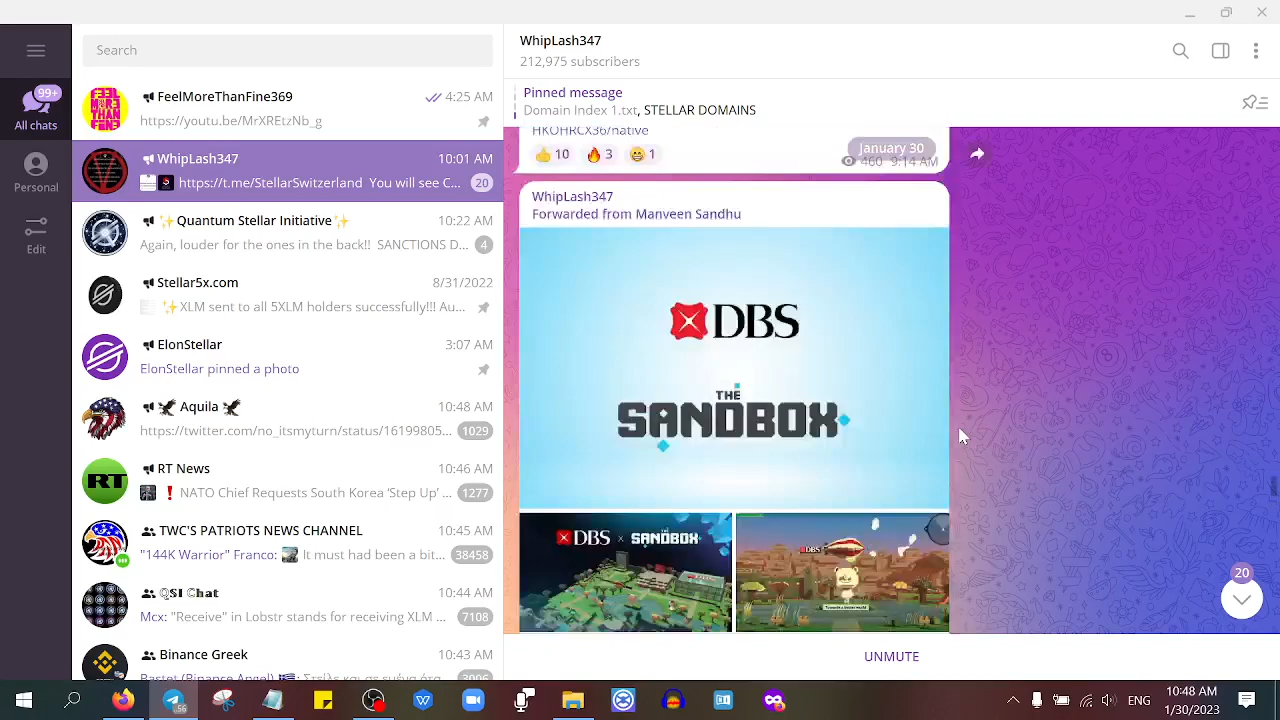 Search
99+
All chats
Personal
Edit
FeelMoreThanFine369
4:25 AM
https://youtu.be/MrXREtzNb_g
WhipLash347
10:01 AM
https://t.me/StellarSwitzerland You will see C...
20
✨Quantum Stellar Initiative✨
10:22 AM
Again, louder for the ones in the back!! SANCTIONS D...
4
Stellar5x.com
8/31/2022
✨XLM sent to all 5XLM holders successfully!!! Au...
ElonStellar
3:07 AM
ElonStellar pinned a photo
🦅 Aquila 🦅
10:48 AM
https://twitter.com/no_itsmyturn/status/16199805...
1029
RT
RT News
10:46 AM
❗ NATO Chief Requests South Korea ‘Step Up’ ...
1277
TWC'S PATRIOTS NEWS CHANNEL
10:45 AM
"144K Warrior" Franco: It must had been a bit...
38458
ℚSI ℂhat
10:44 AM
Mcx: "Receive" in Lobstr stands for receiving XLM ...
7108
Binance Greek
10:43 AM
Bastet (Binance Angel)
WhipLash347
212,975 subscribers
Pinned message
Domain Index 1.txt, STELLAR DOMAINS
HKOHRCX36/native
10 🔥 3 1
January 30
460 9:14 AM
WhipLash347
Forwarded from Manveen Sandhu
DBS
THE
SANDBOX
DBS x SANDBOX
DBS
20
UNMUTE
56
ENG
10:48 AM
1/30/2023